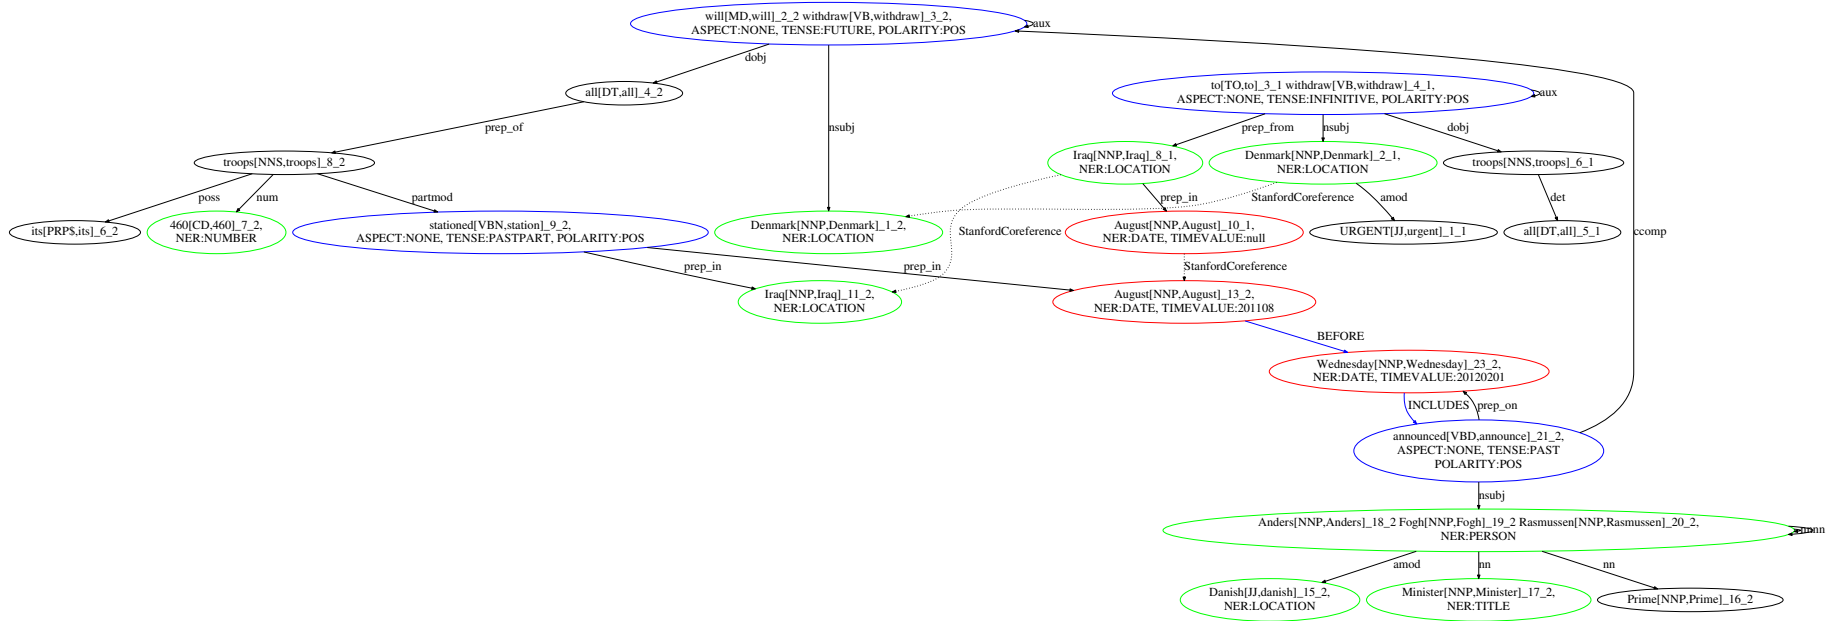 will[MD,will]_2_2 withdraw[VB,withdraw]_3_2,
ASPECT:NONE, TENSE:FUTURE, POLARITY:POS
aux
dobj
all[DT,all]_4_2
to[TO,to]_3_1 withdraw[VB,withdraw]_4_1,
ASPECT:NONE, TENSE:INFINITIVE, POLARITY:POS
aux
prep_of
nsubj
prep_from
nsubj
dobj
troops[NNS,troops]_8_2
Iraq[NNP,Iraq]_8_1,
NER:LOCATION
Denmark[NNP,Denmark]_2_1,
NER:LOCATION
troops[NNS,troops]_6_1
poss
num
partmod
prep_in
StanfordCoreference
amod
det
its[PRP$,its]_6_2
460[CD,460]_7_2,
NER:NUMBER
stationed[VBN,station]_9_2,
ASPECT:NONE, TENSE:PASTPART, POLARITY:POS
Denmark[NNP,Denmark]_1_2,
NER:LOCATION
StanfordCoreference
August[NNP,August]_10_1,
NER:DATE, TIMEVALUE:null
URGENT[JJ,urgent]_1_1
all[DT,all]_5_1
ccomp
prep_in
prep_in
StanfordCoreference
Iraq[NNP,Iraq]_11_2,
NER:LOCATION
August[NNP,August]_13_2,
NER:DATE, TIMEVALUE:201108
BEFORE
Wednesday[NNP,Wednesday]_23_2,
NER:DATE, TIMEVALUE:20120201
INCLUDES
prep_on
announced[VBD,announce]_21_2,
ASPECT:NONE, TENSE:PAST
POLARITY:POS
nsubj
Anders[NNP,Anders]_18_2 Fogh[NNP,Fogh]_19_2 Rasmussen[NNP,Rasmussen]_20_2,
NER:PERSON
amod
nn
nn
Danish[JJ,danish]_15_2,
NER:LOCATION
Minister[NNP,Minister]_17_2,
NER:TITLE
Prime[NNP,Prime]_16_2